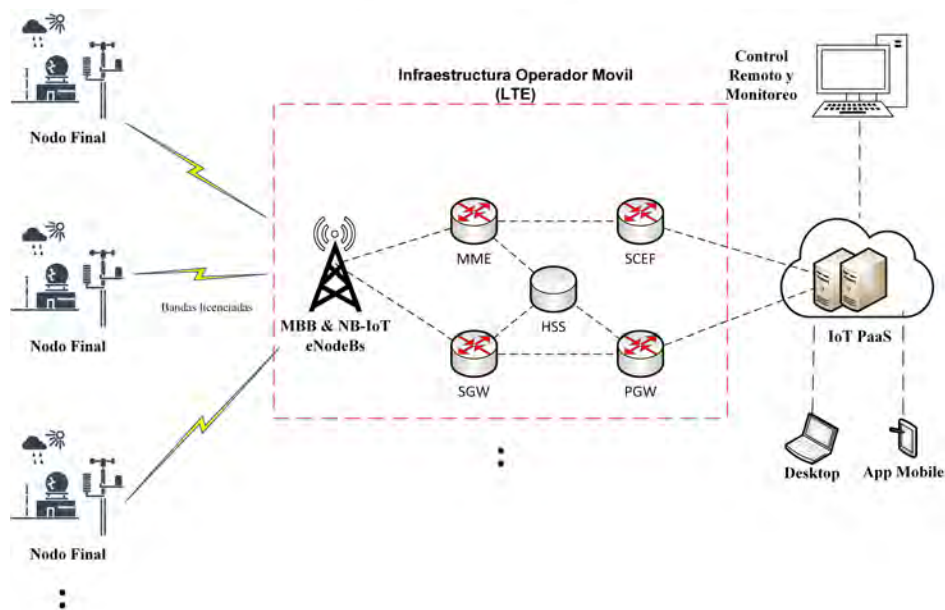 Nodo Final
Nodo Final
Nodo Final
Bandas licenciadas
Infraestructura Operador Movil
(LTE)
MBB & NB-IoT
eNodeBs
MME
SCEF
HSS
SGW
PGW
Control
Remoto y
Monitoreo
IoT PaaS
Desktop
App Mobile